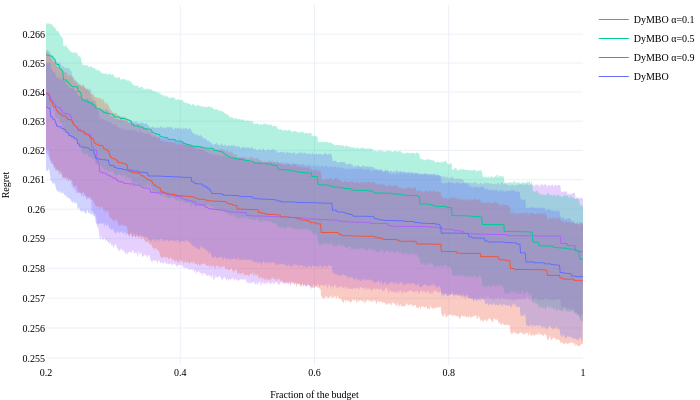 DyMBO α=0.1
DyMBO α=0.5
DyMBO α=0.9
DyMBO
0.266
0.265
0.264
0.263
0.262
0.261
0.26
0.259
0.258
0.257
0.256
0.255
Regret
0.2
0.4
0.6
0.8
1
Fraction of the budget